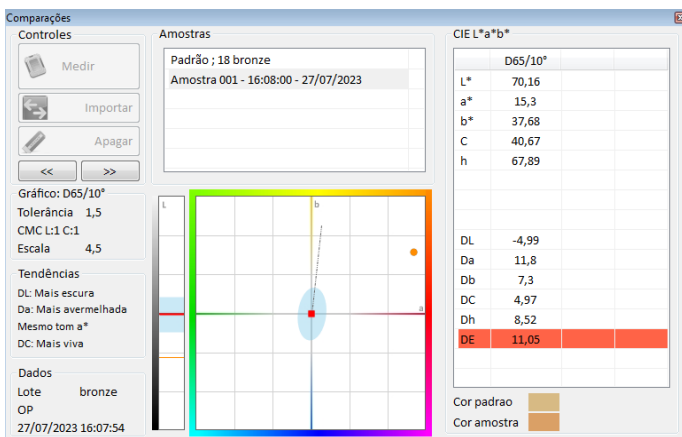 Comparações
Controles
Medir
Importar
Apagar
<<
>>
Amostras
Padrão ; 18 bronze
Amostra 001 - 16:08:00 - 27/07/2023
Gráfico: D65/10°
Tolerância 1,5
CMC L:1 C:1
Escala 4,5
Tendências
DL: Mais escura
Da: Mais avermelhada
Mesmo tom a*
DC: Mais viva
Dados
Lote bronze
OP
27/07/2023 16:07:54
L
b
a
CIE L*a*b*
D65/10°
L* 70,16
a* 15,3
b* 37,68
C 40,67
h 67,89
DL -4,99
Da 11,8
Db 7,3
DC 4,97
Dh 8,52
DE 11,05
Cor padrao
Cor amostra